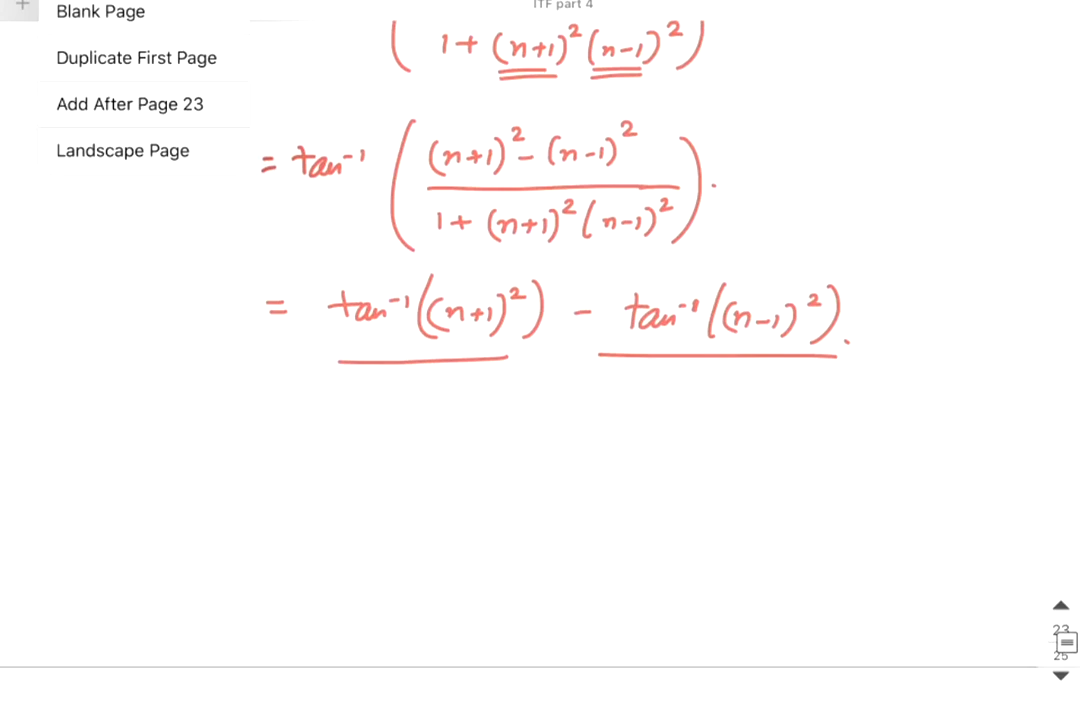 ITF part 4
Blank Page
Duplicate First Page
Add After Page 23
Landscape Page
( 1 + (n+1)²(n-1)² )
= tan⁻¹ ( ((n+1)² - (n-1)²) / (1 + (n+1)²(n-1)²) ).
= tan⁻¹((n+1)²) - tan⁻¹((n-1)²).
23
25